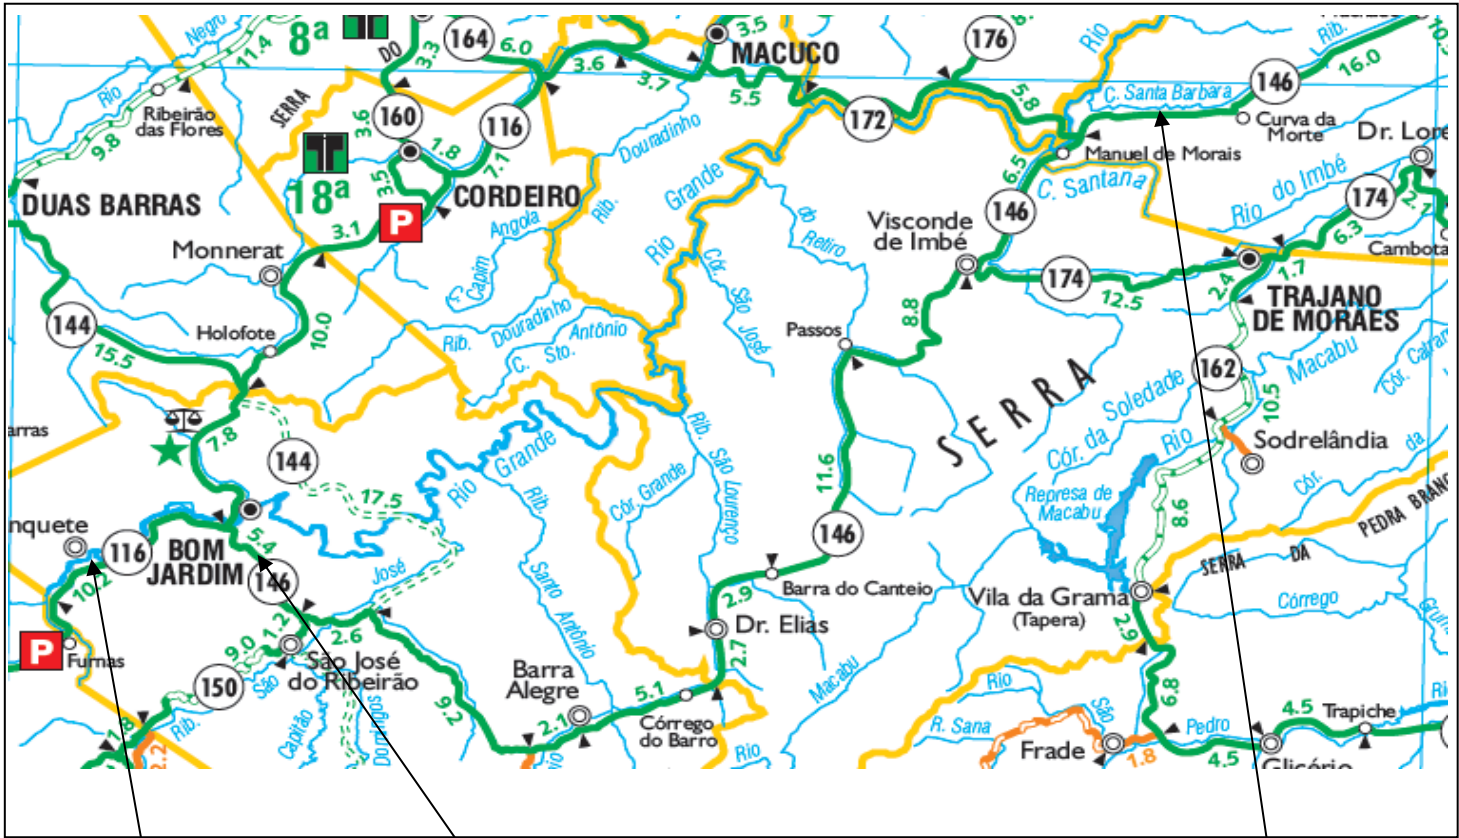 Negro
8ª
11.4
DO
3.3
164
6.0
3.6
3.7
3.5
MACUCO
5.5
176
Rio
Rib.
16.0
146
Rio
Ribeirão
das Flores
9.8
SERRA
3.6
160
116
1.8
7.1
3.5
18ª
CORDEIRO
P
Douradinho
Rib.
172
5.8
C. Santa Barbara
Curva da
Morte
Manuel de Morais
6.5
C. Santana
Rio do Imbé
174
2.1
6.3
Cambota
DUAS BARRAS
Monnerat
3.1
Angola
Capim
Rio
Grande
do
Retiro
Cór.
São
José
Visconde
de Imbé
146
174
12.5
2.4
1.7
TRAJANO
DE MORAES
144
15.5
Holofote
10.0
Rib. Douradinho
C. Sto. Antônio
Passos
8.8
162
Macabu
10.5
SERRA
Cór. da Soledade
Rio
Sodrelândia
7.8
144
17.5
Rio
Grande
Rib.
Santo
Antônio
Cór. Grande
Rib.
São
Lourenço
11.6
146
Represa de
Macabu
8.6
Cór. da
SERRA DA
116
BOM
JARDIM
5.4
146
10.2
José
P
Furnas
9.0
1.2
2.6
São José
do Ribeirão
150
São
Rib.
1.8
2.2
Capitão
9.2
Barra
Alegre
2.1
5.1
Córrego
do Barro
2.9
Barra do Canteio
Dr. Elias
2.7
Rio
Macabu
Vila da Grama
(Tapera)
2.9
Córrego
Rio
R. Sana
São
Pedro
6.8
Frade
1.8
4.5
4.5
Trapiche